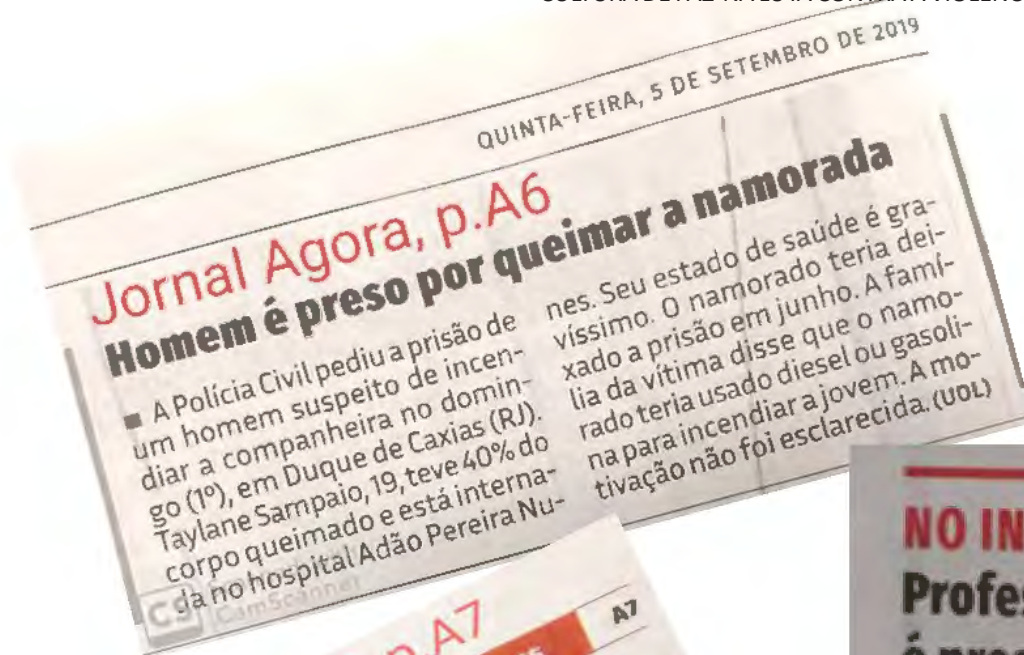 QUINTA-FEIRA, 5 DE SETEMBRO DE 2019
Jornal Agora, p.A6
Homem é preso por queimar a namorada
■ A Polícia Civil pediu a prisão de
um homem suspeito de incen-
diar a companheira no domin-
go (1º), em Duque de Caxias (RJ).
Taylane Sampaio, 19, teve 40% do
corpo queimado e está interna-
da no hospital Adão Pereira Nu-
nes. Seu estado de saúde é gra-
víssimo. O namorado teria dei-
xado a prisão em junho. A famí-
lia da vítima disse que o namo-
rado teria usado diesel ou gasoli-
na para incendiar a jovem. A mo-
tivação não foi esclarecida. (UOL)
CS CamScanner
A7
A7
NO IN
Profes